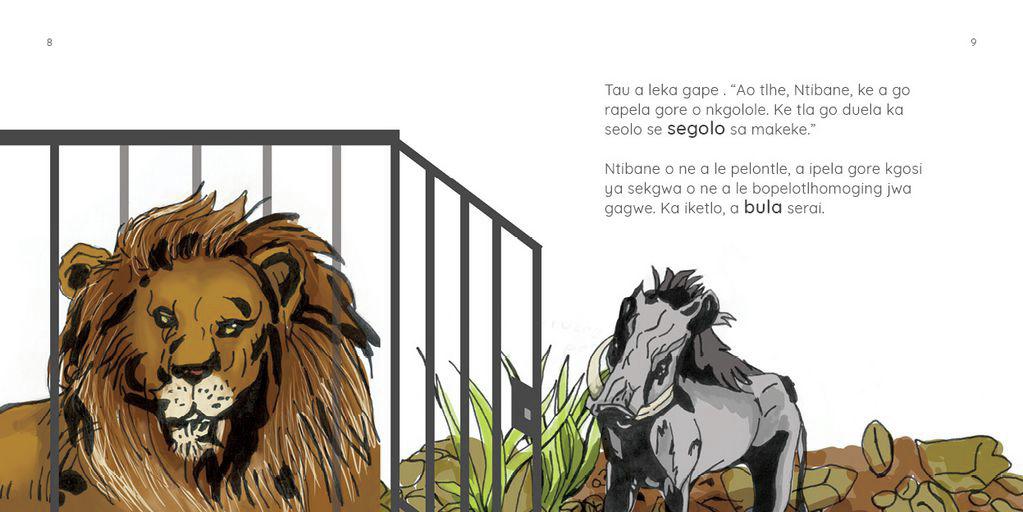 8
9
Tau a leka gape . “Ao tlhe, Ntibane, ke a go
rapela gore o nkgolole. Ke tla go duela ka
seolo se segolo sa makeke.”
Ntibane o ne a le pelontle, a ipela gore kgosi
ya sekgwa o ne a le bopelotlhomoging jwa
gagwe. Ka iketlo, a bula serai.